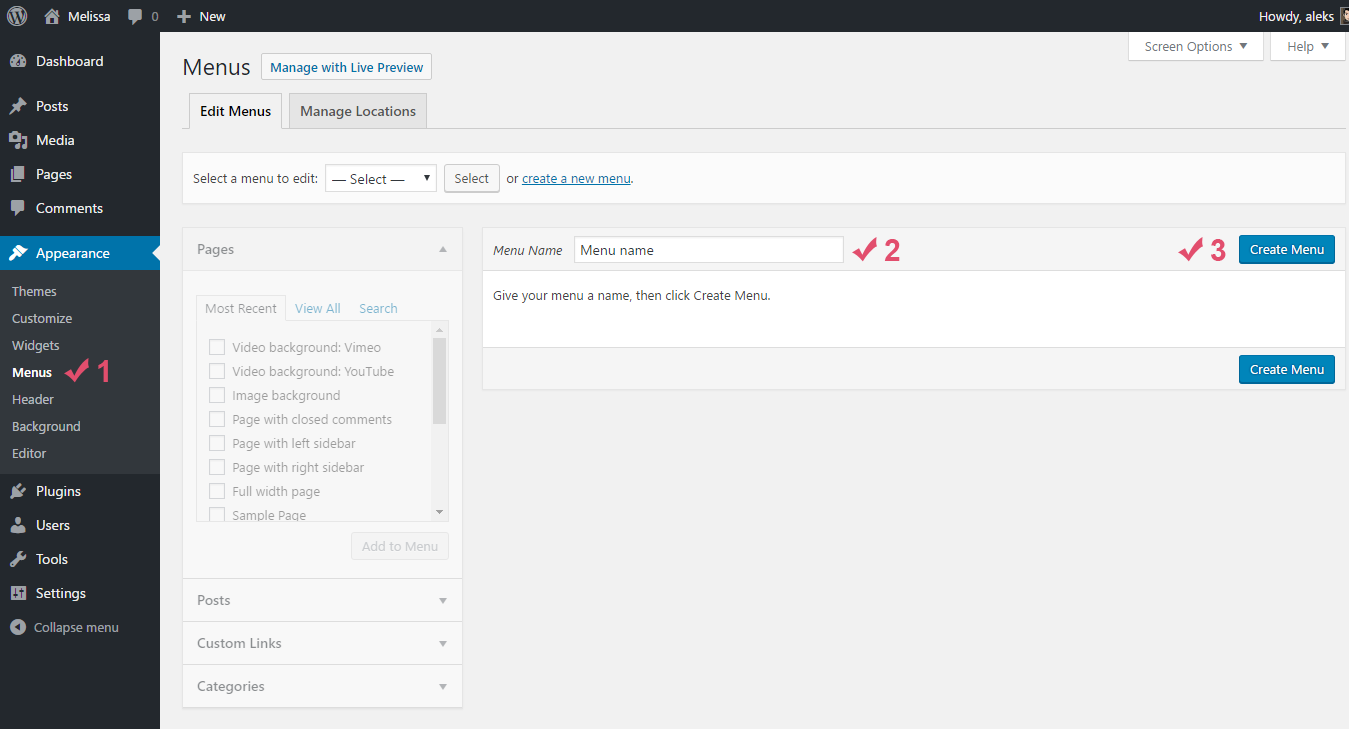 Melissa 0 New Howdy, aleks
Dashboard
Posts
Media
Pages
Comments
Appearance
Themes
Customize
Widgets
Menus 1
Header
Background
Editor
Plugins
Users
Tools
Settings
Collapse menu
Screen Options Help
Menus Manage with Live Preview
Edit Menus Manage Locations
Select a menu to edit: — Select — Select or create a new menu.
Pages
Most Recent View All Search
Video background: Vimeo
Video background: YouTube
Image background
Page with closed comments
Page with left sidebar
Page with right sidebar
Full width page
Sample Page
Add to Menu
Posts
Custom Links
Categories
Menu Name Menu name 2 3 Create Menu
Give your menu a name, then click Create Menu.
Create Menu